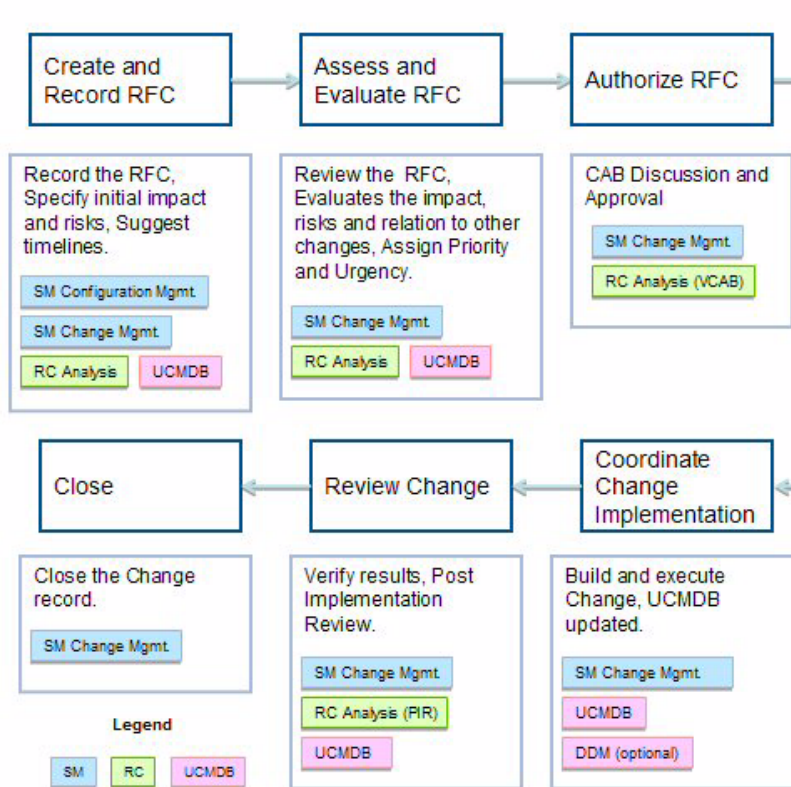 Create and
Record RFC
Assess and
Evaluate RFC
Authorize RFC
Record the RFC,
Specify initial impact
and risks, Suggest
timelines.
SM Configuration Mgmt.
SM Change Mgmt.
RC Analysis
UCMDB
Review the RFC,
Evaluates the impact,
risks and relation to other
changes, Assign Priority
and Urgency.
SM Change Mgmt.
RC Analysis
UCMDB
CAB Discussion and
Approval
SM Change Mgmt.
RC Analysis (VCAB)
Close
Review Change
Coordinate
Change
Implementation
Close the Change
record.
SM Change Mgmt.
Verify results, Post
Implementation
Review.
SM Change Mgmt.
RC Analysis (PIR)
UCMDB
Build and execute
Change, UCMDB
updated.
SM Change Mgmt.
UCMDB
DDM (optional)
Legend
SM
RC
UCMDB